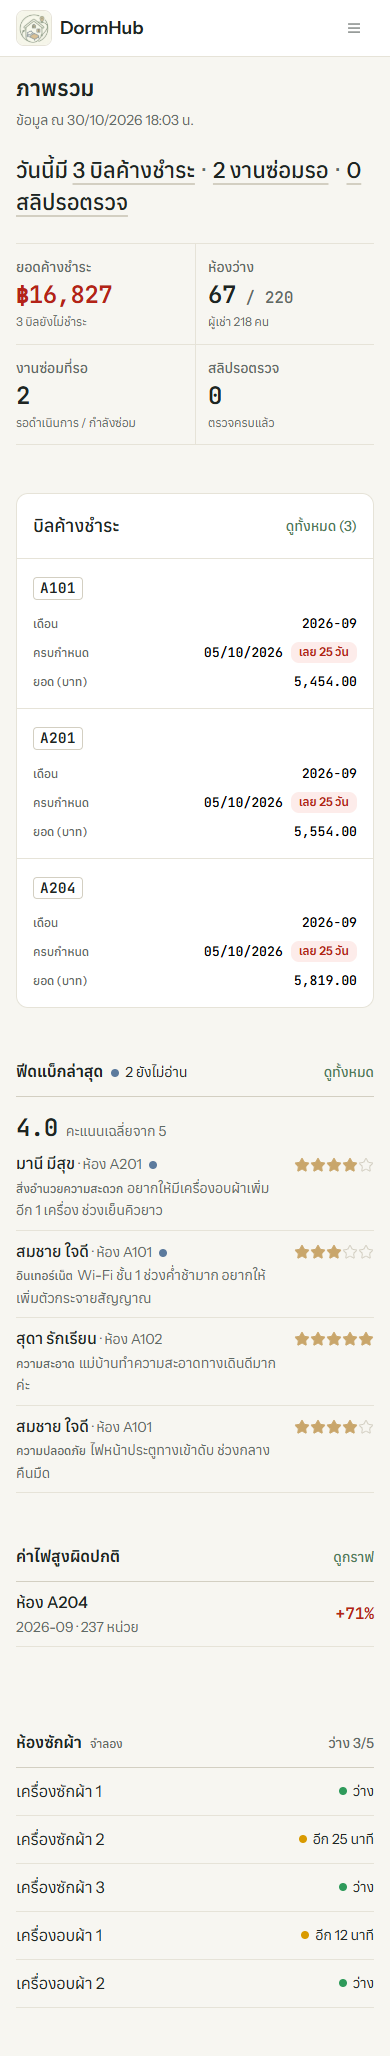 DormHub
ภาพรวม
ข้อมูล ณ 30/10/2026 18:03 น.
วันนี้มี 3 บิลค้างชำระ · 2 งานซ่อมรอ · 0
สลิปรอตรวจ
ยอดค้างชำระ
฿16,827
3 บิลยังไม่ชำระ
ห้องว่าง
67 / 220
ผู้เช่า 218 คน
งานซ่อมที่รอ
2
รอดำเนินการ / กำลังซ่อม
สลิปรอตรวจ
0
ตรวจครบแล้ว
บิลค้างชำระ ดูทั้งหมด (3)
A101
เดือน 2026-09
ครบกำหนด 05/10/2026 เลย 25 วัน
ยอด (บาท) 5,454.00
A201
เดือน 2026-09
ครบกำหนด 05/10/2026 เลย 25 วัน
ยอด (บาท) 5,554.00
A204
เดือน 2026-09
ครบกำหนด 05/10/2026 เลย 25 วัน
ยอด (บาท) 5,819.00
ฟีดแบ็กล่าสุด 2 ยังไม่อ่าน ดูทั้งหมด
4.0 คะแนนเฉลี่ยจาก 5
มานี มีสุข · ห้อง A201
สิ่งอำนวยความสะดวก อยากให้มีเครื่องอบผ้าเพิ่ม
อีก 1 เครื่อง ช่วงเย็นคิวยาว
สมชาย ใจดี · ห้อง A101
อินเทอร์เน็ต Wi-Fi ชั้น 1 ช่วงค่ำช้ามาก อยากให้
เพิ่มตัวกระจายสัญญาณ
สุดา รักเรียน · ห้อง A102
ความสะอาด แม่บ้านทำความสะอาดทางเดินดีมาก
ค่ะ
สมชาย ใจดี · ห้อง A101
ความปลอดภัย ไฟหน้าประตูทางเข้าดับ ช่วงกลาง
คืนมืด
ค่าไฟสูงผิดปกติ ดูกราฟ
ห้อง A204 +71%
2026-09 · 237 หน่วย
ห้องซักผ้า จำลอง ว่าง 3/5
เครื่องซักผ้า 1 ว่าง
เครื่องซักผ้า 2 อีก 25 นาที
เครื่องซักผ้า 3 ว่าง
เครื่องอบผ้า 1 อีก 12 นาที
เครื่องอบผ้า 2 ว่าง